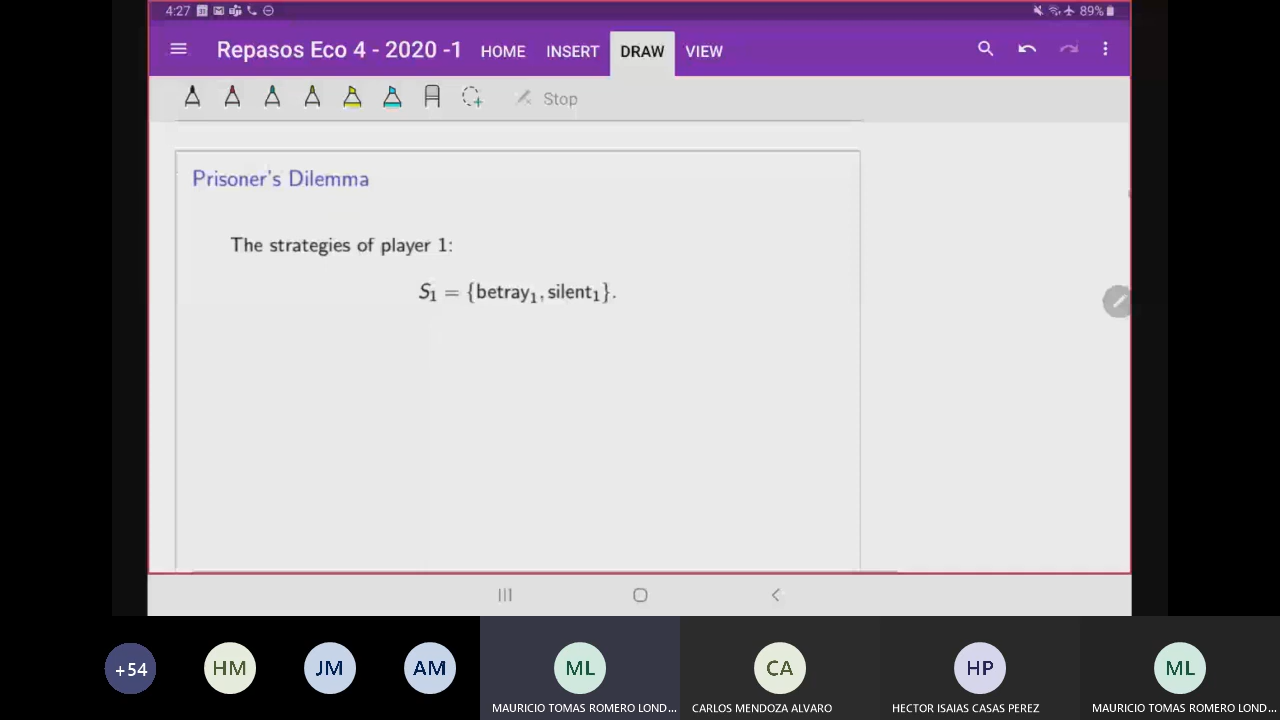 4:27 89%
Repasos Eco 4 - 2020 -1 HOME INSERT DRAW VIEW
Stop
Prisoner's Dilemma
The strategies of player 1:
S₁ = {betray₁, silent₁}.
+54 HM JM AM ML CA HP ML
MAURICIO TOMAS ROMERO LOND... CARLOS MENDOZA ALVARO HECTOR ISAIAS CASAS PEREZ MAURICIO TOMAS ROMERO LOND...